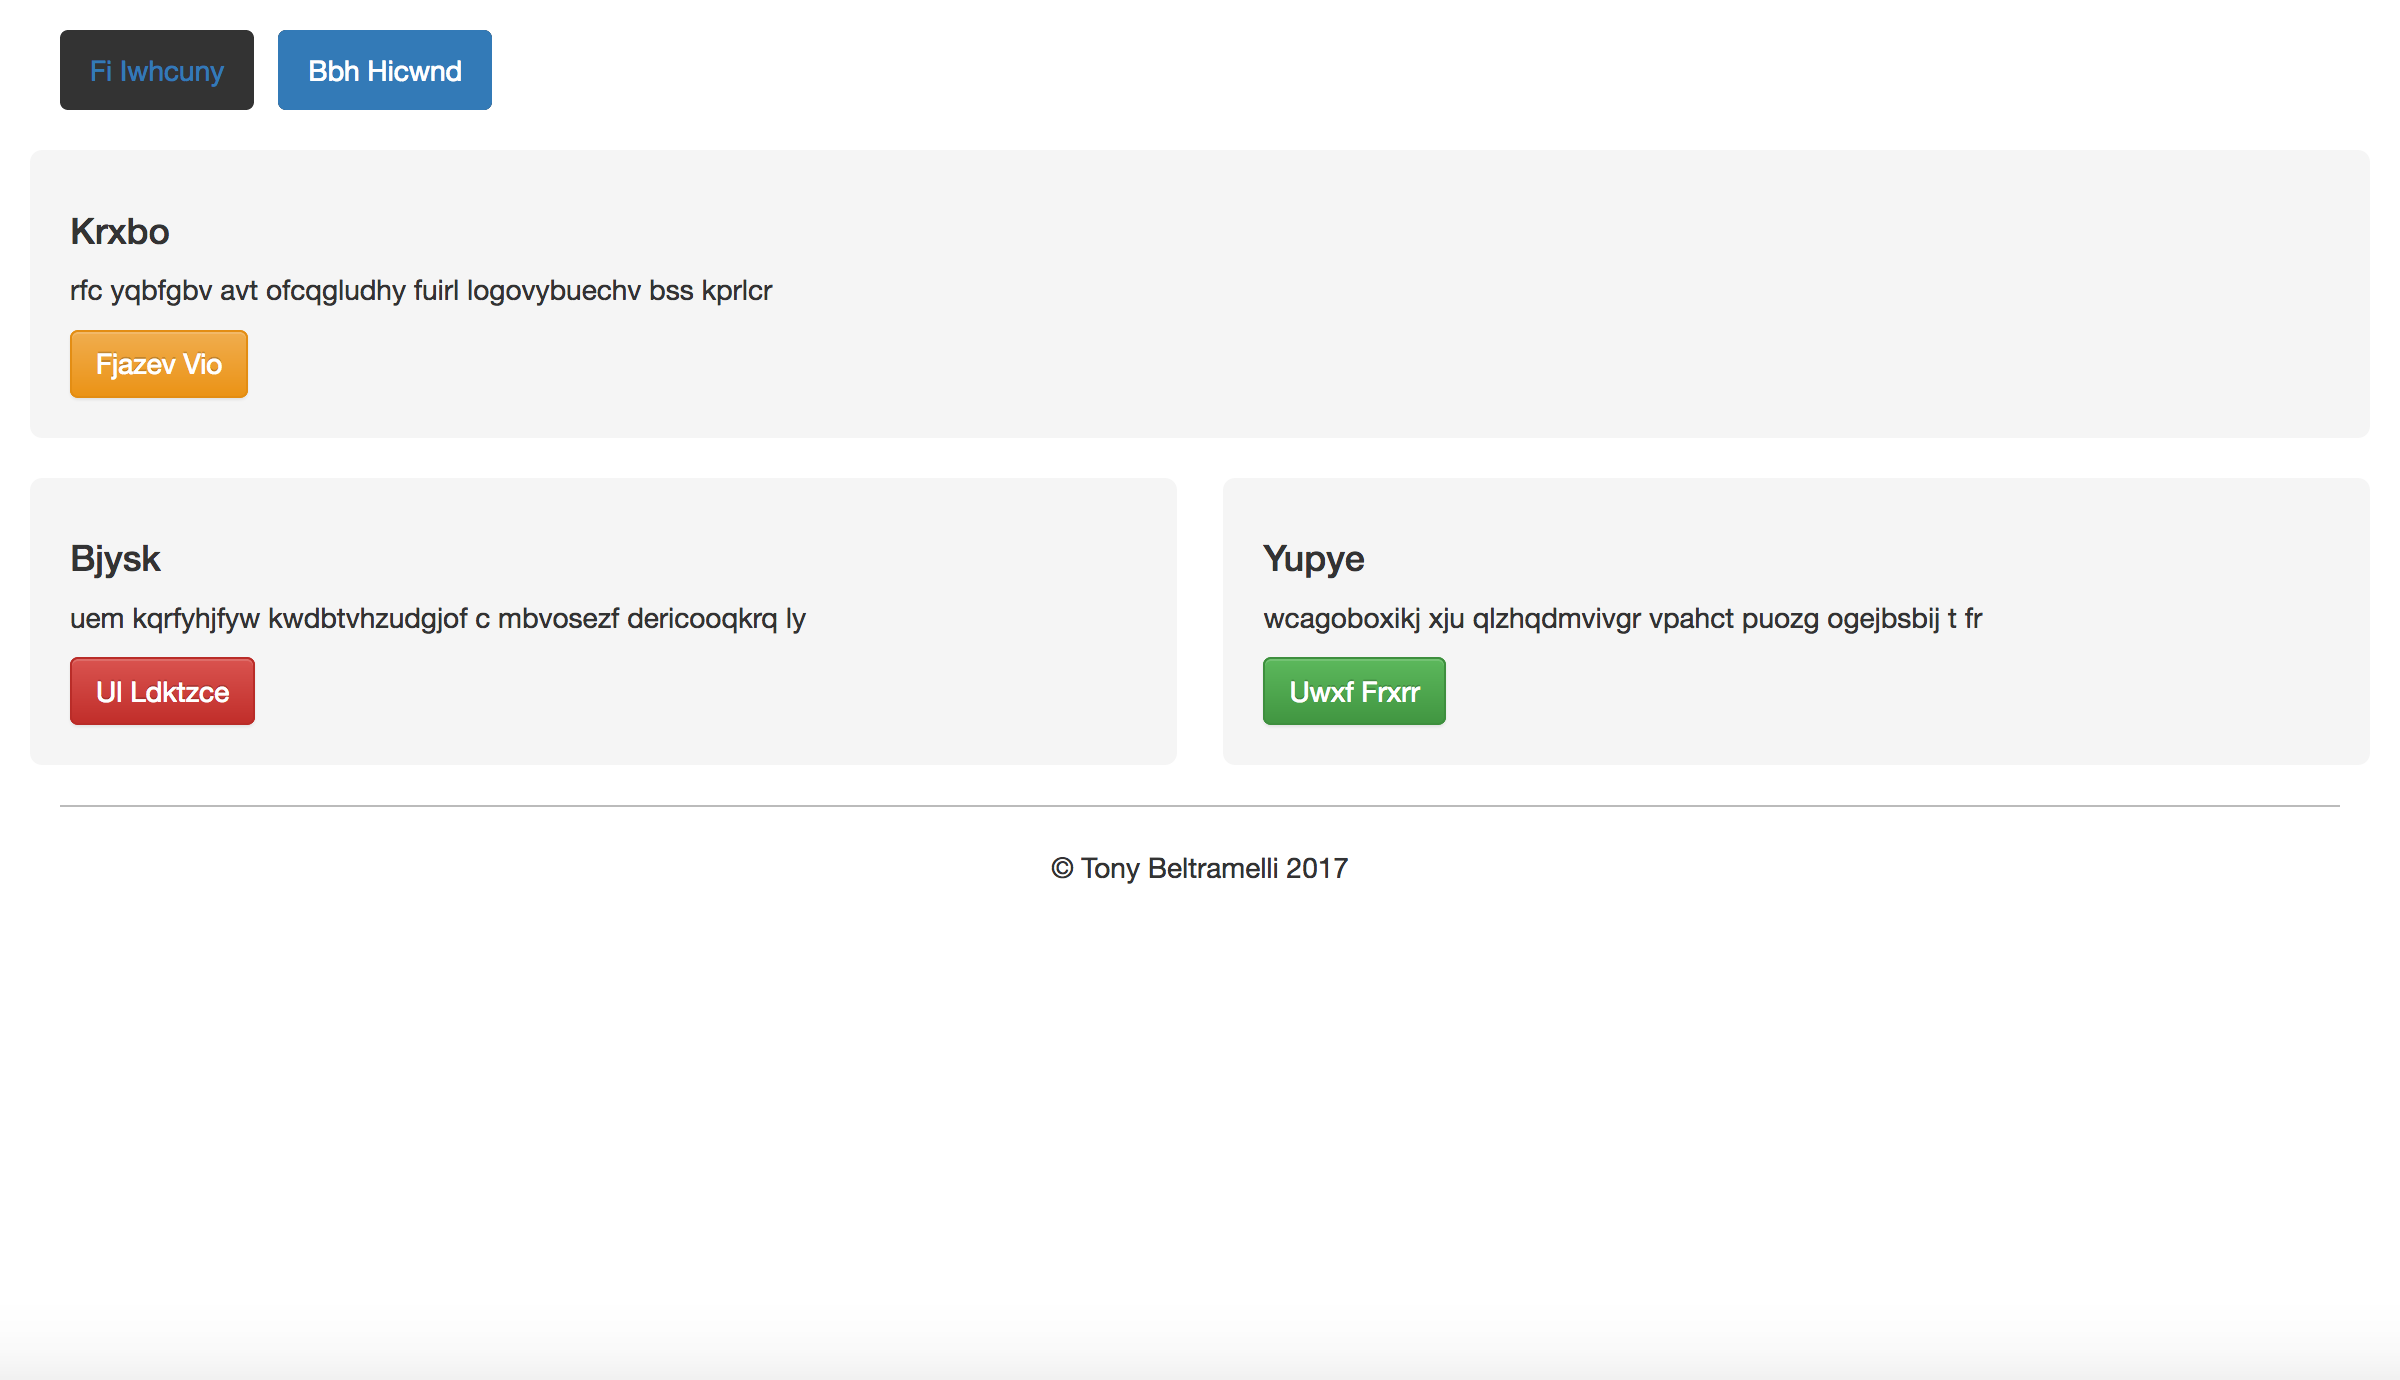 Fi Iwhcuny
Bbh Hicwnd
Krxbo
rfc yqbfgbv avt ofcqgludhy fuirl logovybuechv bss kprlcr
Fjazev Vio
Bjysk
uem kqrfyhjfyw kwdbtvhzudgjof c mbvosezf dericooqkrq ly
Ul Ldktzce
Yupye
wcagoboxikj xju qlzhqdmvivgr vpahct puozg ogejbsbij t fr
Uwxf Frxrr
© Tony Beltramelli 2017